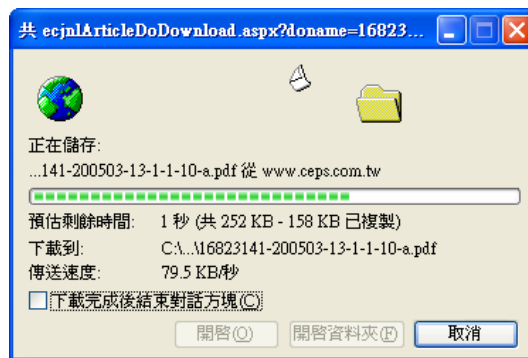 共 ecjnlArticleDoDownload.aspx?doname=16823...
正在儲存:
...141-200503-13-1-1-10-a.pdf 從 www.ceps.com.tw
預估剩餘時間: 1 秒 (共 252 KB - 158 KB 已複製)
下載到: C:\...\16823141-200503-13-1-1-10-a.pdf
傳送速度: 79.5 KB/秒
下載完成後結束對話方塊(C)
開啓(O) 開啓資料夾(F) 取消